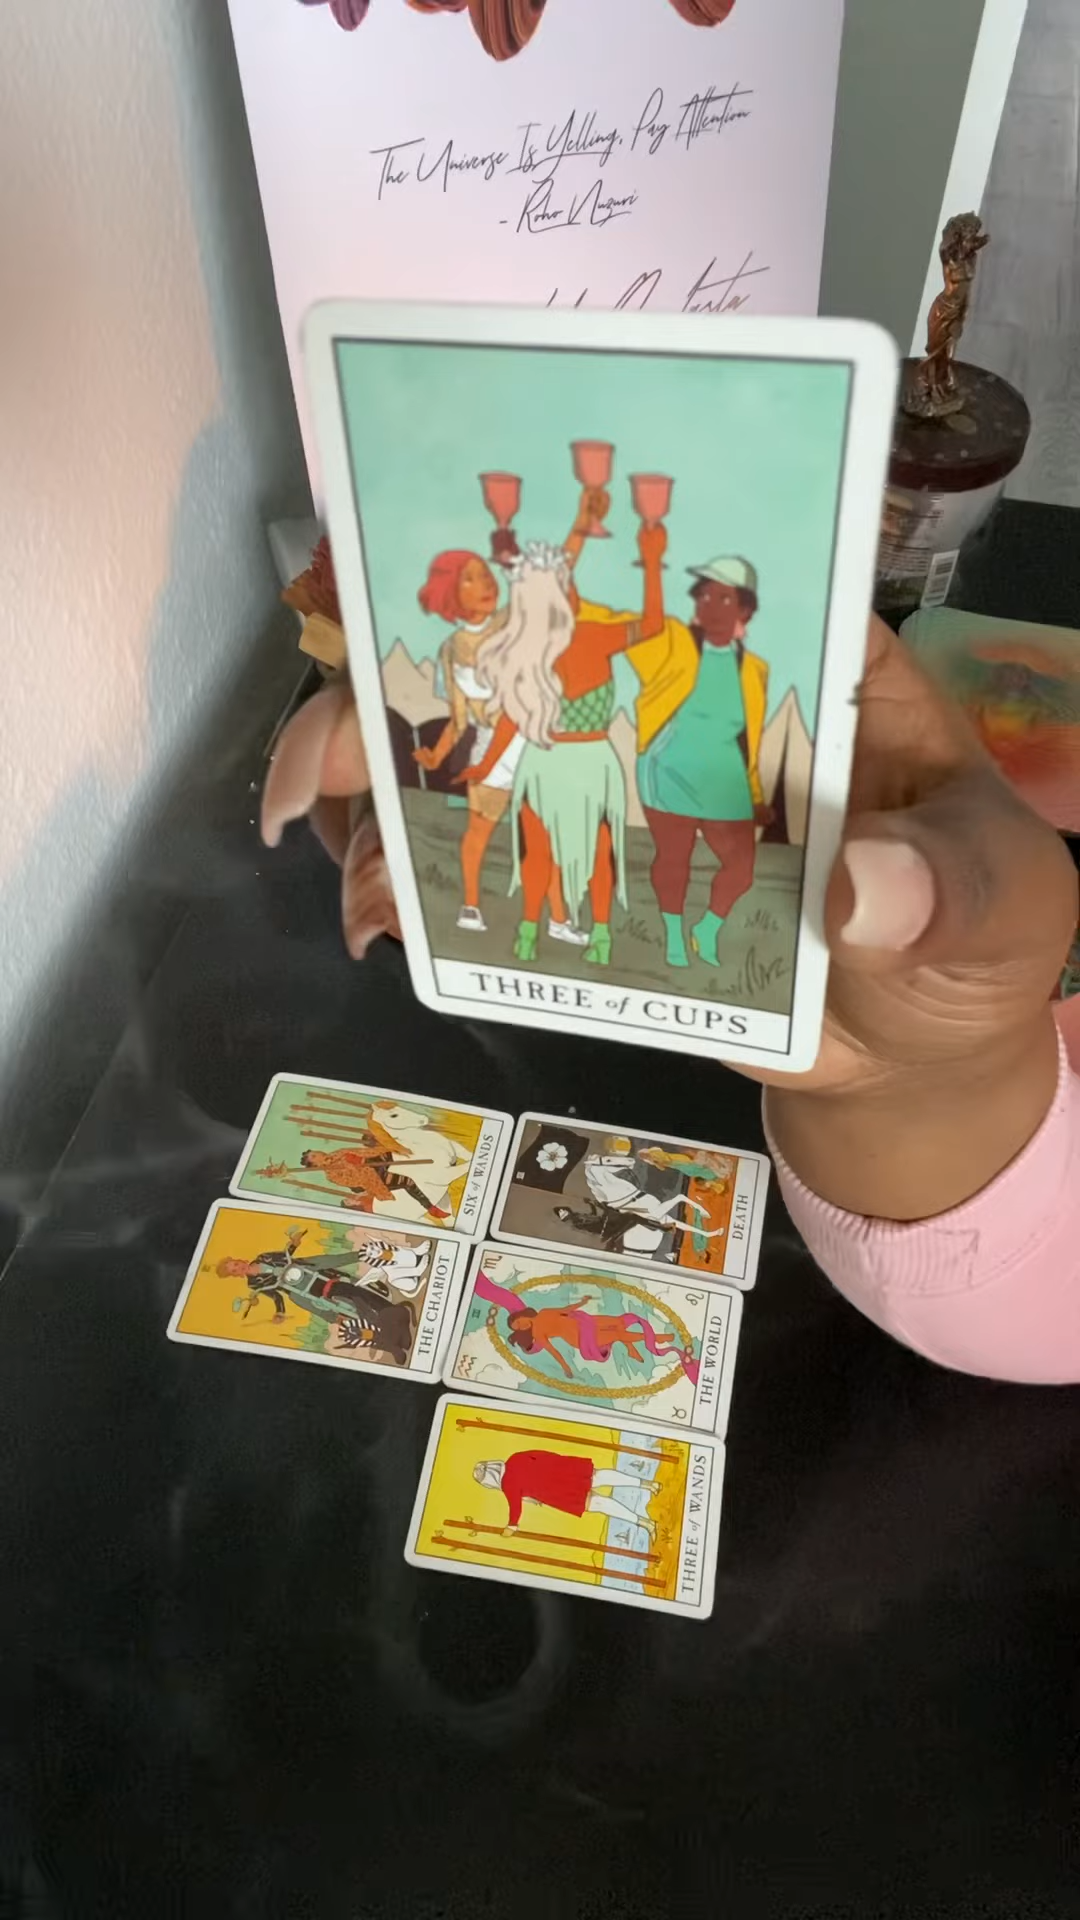 The Universe Is Yelling, Pay Attention
- Roho Nuzuri
THREE of CUPS
SIX of WANDS
DEATH
THE CHARIOT
THE WORLD
THREE of WANDS